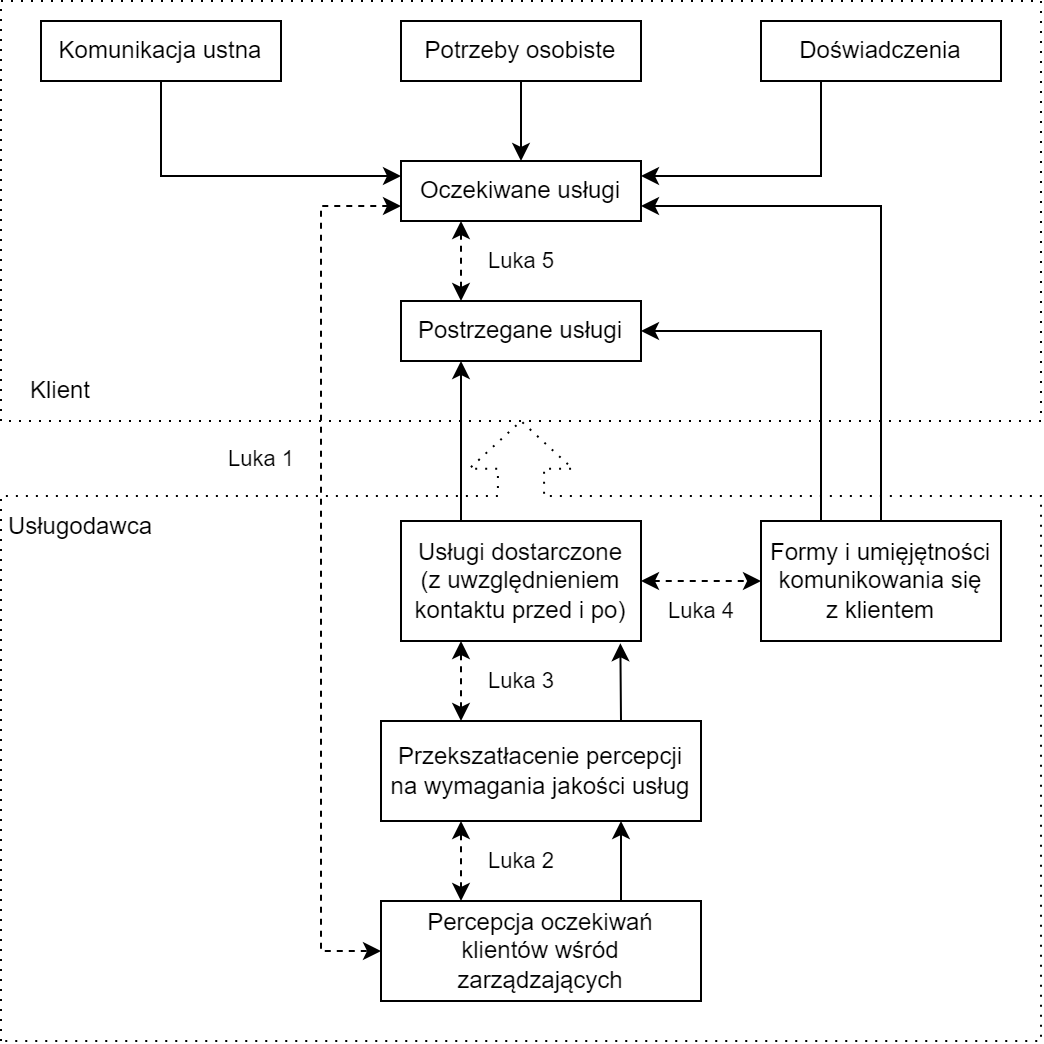 Komunikacja ustna
Potrzeby osobiste
Doświadczenia
Oczekiwane usługi
Luka 5
Postrzegane usługi
Klient
Luka 1
Usługodawca
Usługi dostarczone
(z uwzględnieniem
kontaktu przed i po)
Luka 4
Formy i umięjętności
komunikowania się
z klientem
Luka 3
Przekszatłacenie percepcji
na wymagania jakości usług
Luka 2
Percepcja oczekiwań
klientów wśród
zarządzających